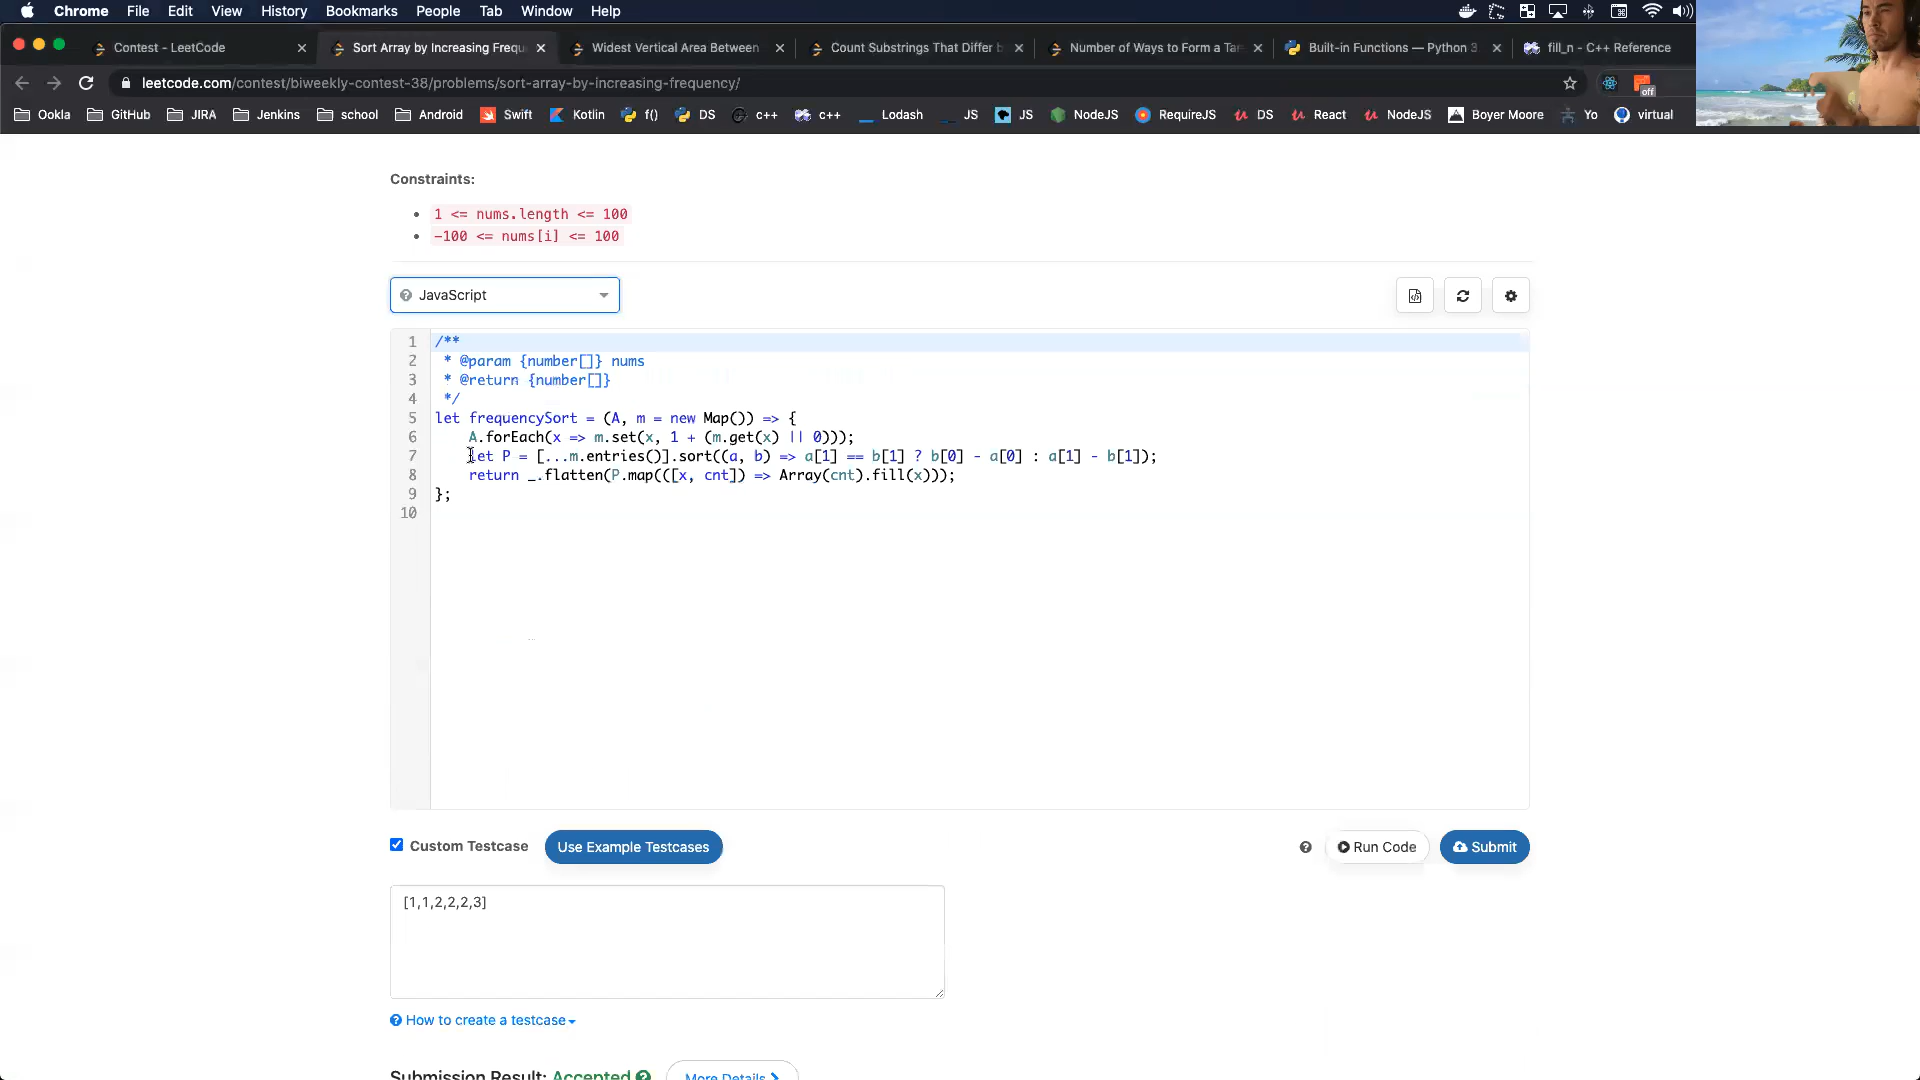 Chrome File Edit View History Bookmarks People Tab Window Help
Contest - LeetCode
Sort Array by Increasing Frequ
Widest Vertical Area Between
Count Substrings That Differ b
Number of Ways to Form a Tar
Built-in Functions — Python 3
fill_n - C++ Reference
leetcode.com/contest/biweekly-contest-38/problems/sort-array-by-increasing-frequency/
off
Ookla GitHub JIRA Jenkins school Android Swift Kotlin f() DS c++ c++ Lodash JS JS NodeJS RequireJS DS React NodeJS Boyer Moore Yo virtual
Constraints:
1 <= nums.length <= 100
-100 <= nums[i] <= 100
JavaScript
1 /**
2  * @param {number[]} nums
3  * @return {number[]}
4  */
5 let frequencySort = (A, m = new Map()) => {
6     A.forEach(x => m.set(x, 1 + (m.get(x) || 0)));
7     let P = [...m.entries()].sort((a, b) => a[1] == b[1] ? b[0] - a[0] : a[1] - b[1]);
8     return _.flatten(P.map(([x, cnt]) => Array(cnt).fill(x)));
9 };
10
Custom Testcase
Use Example Testcases
Run Code
Submit
[1,1,2,2,2,3]
How to create a testcase
Submission Result: Accepted
More Details